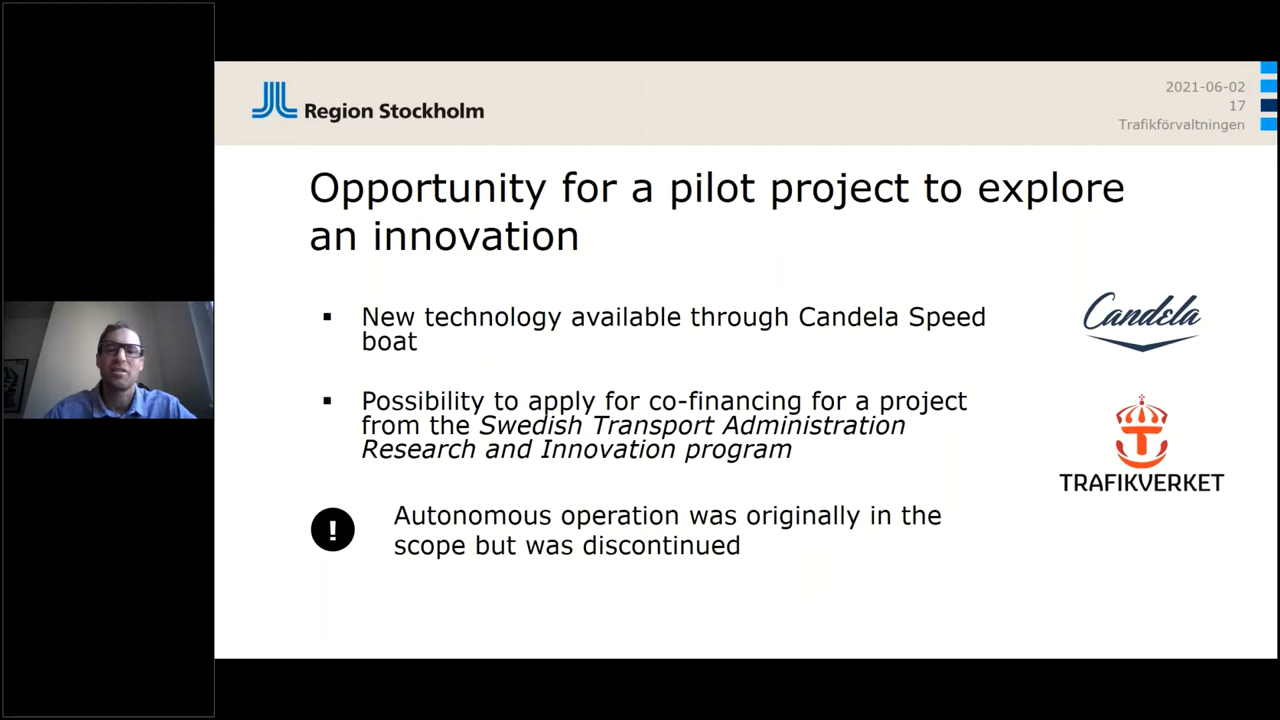 Region Stockholm
2021-06-02
17
Trafikförvaltningen
Opportunity for a pilot project to explore
an innovation
▪ New technology available through Candela Speed
boat
▪ Possibility to apply for co-financing for a project
from the Swedish Transport Administration
Research and Innovation program
! Autonomous operation was originally in the
scope but was discontinued
Candela
TRAFIKVERKET